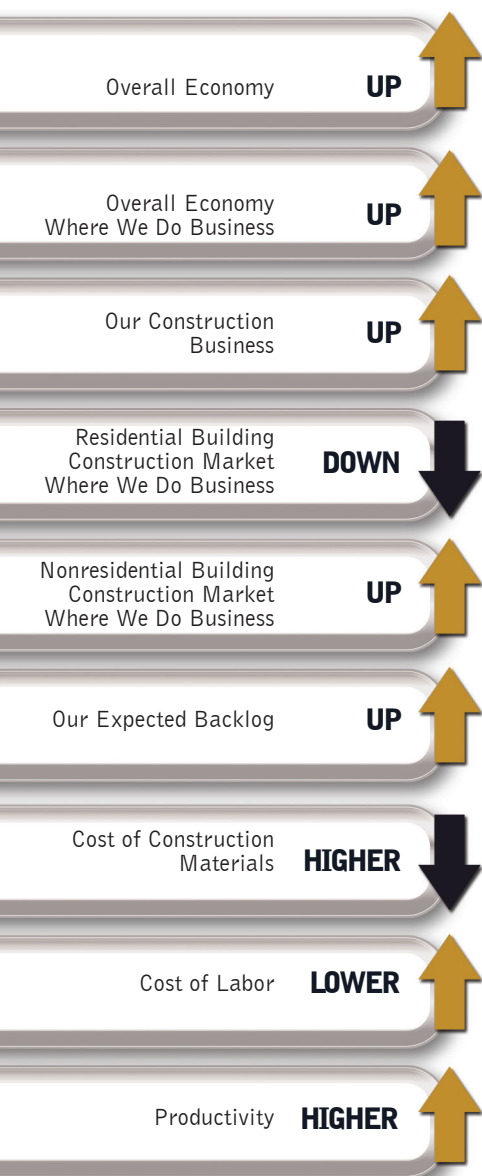 Overall Economy UP
Overall Economy
Where We Do Business UP
Our Construction
Business UP
Residential Building
Construction Market DOWN
Where We Do Business
Nonresidential Building
Construction Market UP
Where We Do Business
Our Expected Backlog UP
Cost of Construction
Materials HIGHER
Cost of Labor LOWER
Productivity HIGHER